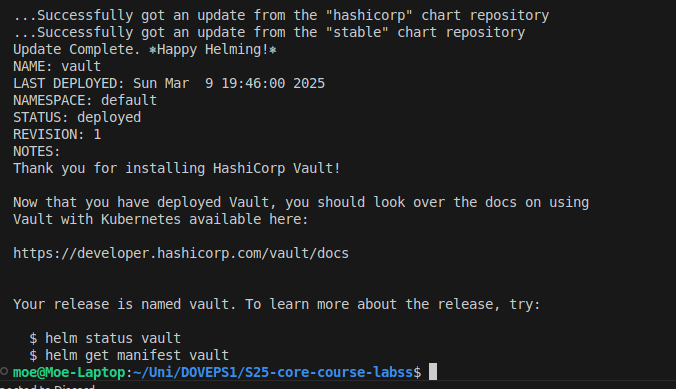 ...Successfully got an update from the "hashicorp" chart repository
...Successfully got an update from the "stable" chart repository
Update Complete. ⎈Happy Helming!⎈
NAME: vault
LAST DEPLOYED: Sun Mar  9 19:46:00 2025
NAMESPACE: default
STATUS: deployed
REVISION: 1
NOTES:
Thank you for installing HashiCorp Vault!
Now that you have deployed Vault, you should look over the docs on using
Vault with Kubernetes available here:
https://developer.hashicorp.com/vault/docs
Your release is named vault. To learn more about the release, try:
  $ helm status vault
  $ helm get manifest vault
moe@Moe-Laptop:~/Uni/DOVEPS1/S25-core-course-labss$